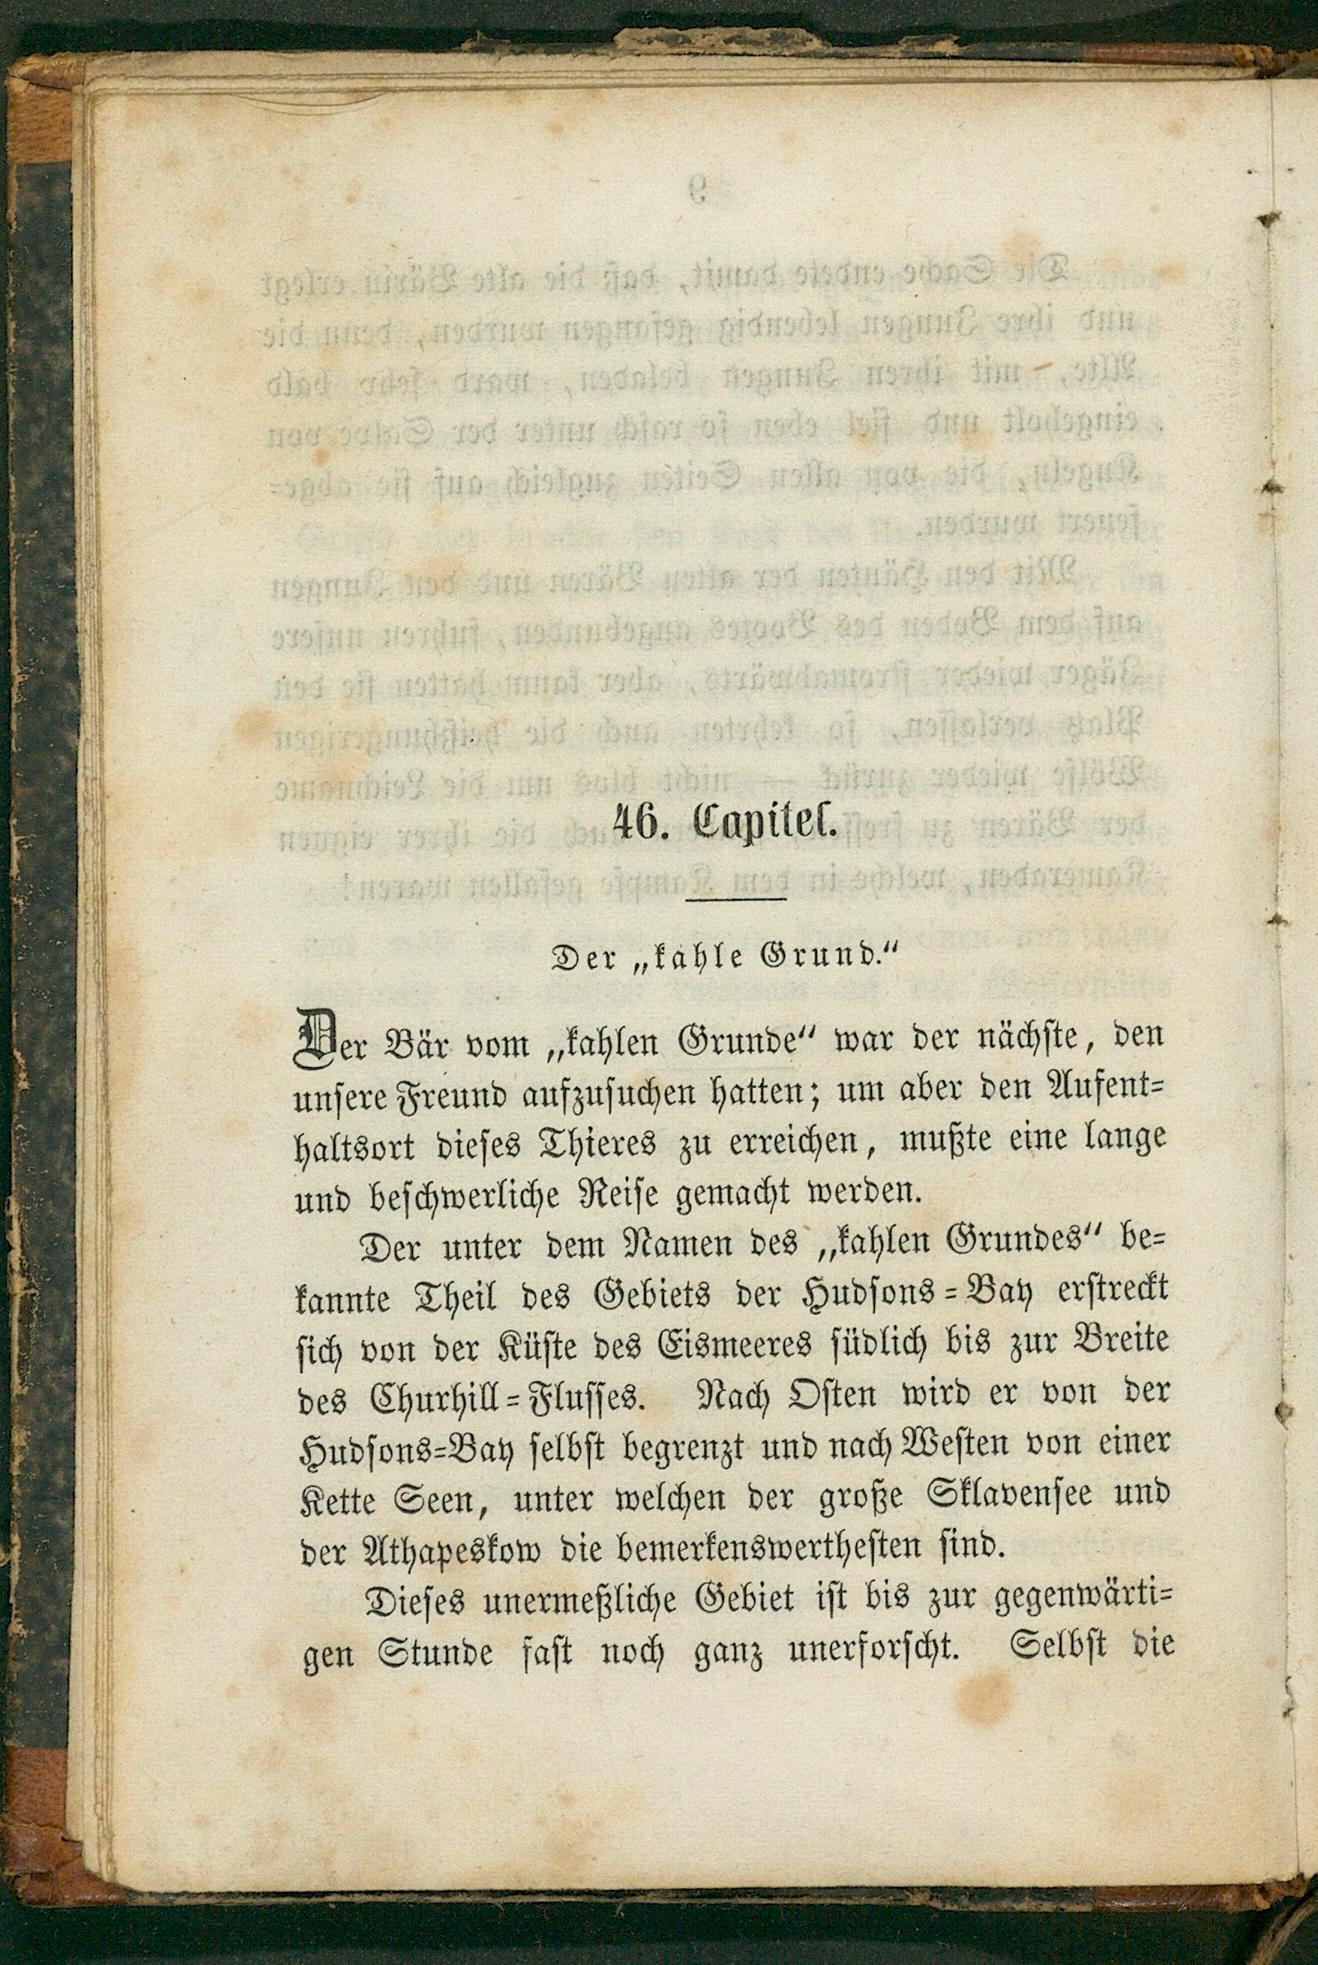 46. Capitel.
Der „kahle Grund.“
Der Bär vom „kahlen Grunde“ war der nächste, den
unsere Freund aufzusuchen hatten; um aber den Aufent-
haltsort dieses Thieres zu erreichen, mußte eine lange
und beschwerliche Reise gemacht werden.
Der unter dem Namen des „kahlen Grundes“ be-
kannte Theil des Gebiets der Hudsons-Bay erstreckt
sich von der Küste des Eismeeres südlich bis zur Breite
des Churhill-Flusses. Nach Osten wird er von der
Hudsons-Bay selbst begrenzt und nach Westen von einer
Kette Seen, unter welchen der große Sklavensee und
der Athapeskow die bemerkenswerthesten sind.
Dieses unermeßliche Gebiet ist bis zur gegenwärti-
gen Stunde fast noch ganz unerforscht. Selbst die